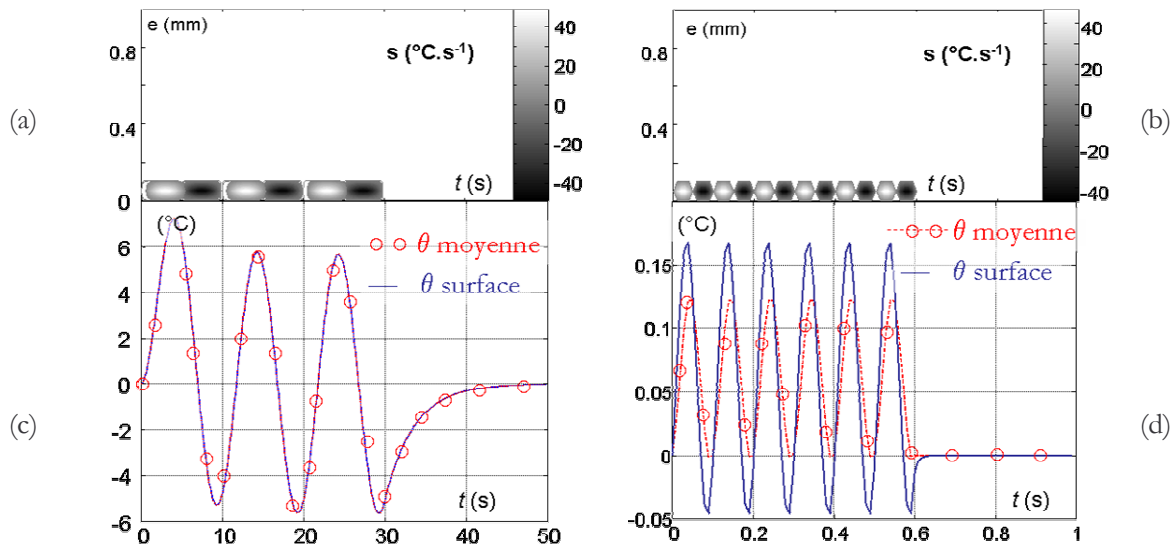 e (mm)
s (°C.s-1)
0.8
0.4
0
40
20
0
-20
-40
t (s)
(a)
e (mm)
s (°C.s-1)
0.8
0.4
40
20
0
-20
-40
t (s)
(b)
(°C)
6
4
2
0
-2
-4
-6
θ moyenne
θ surface
t (s)
0 10 20 30 40 50
(c)
(°C)
0.15
0.1
0.05
0
-0.05
θ moyenne
θ surface
t (s)
0 0.2 0.4 0.6 0.8 1
(d)